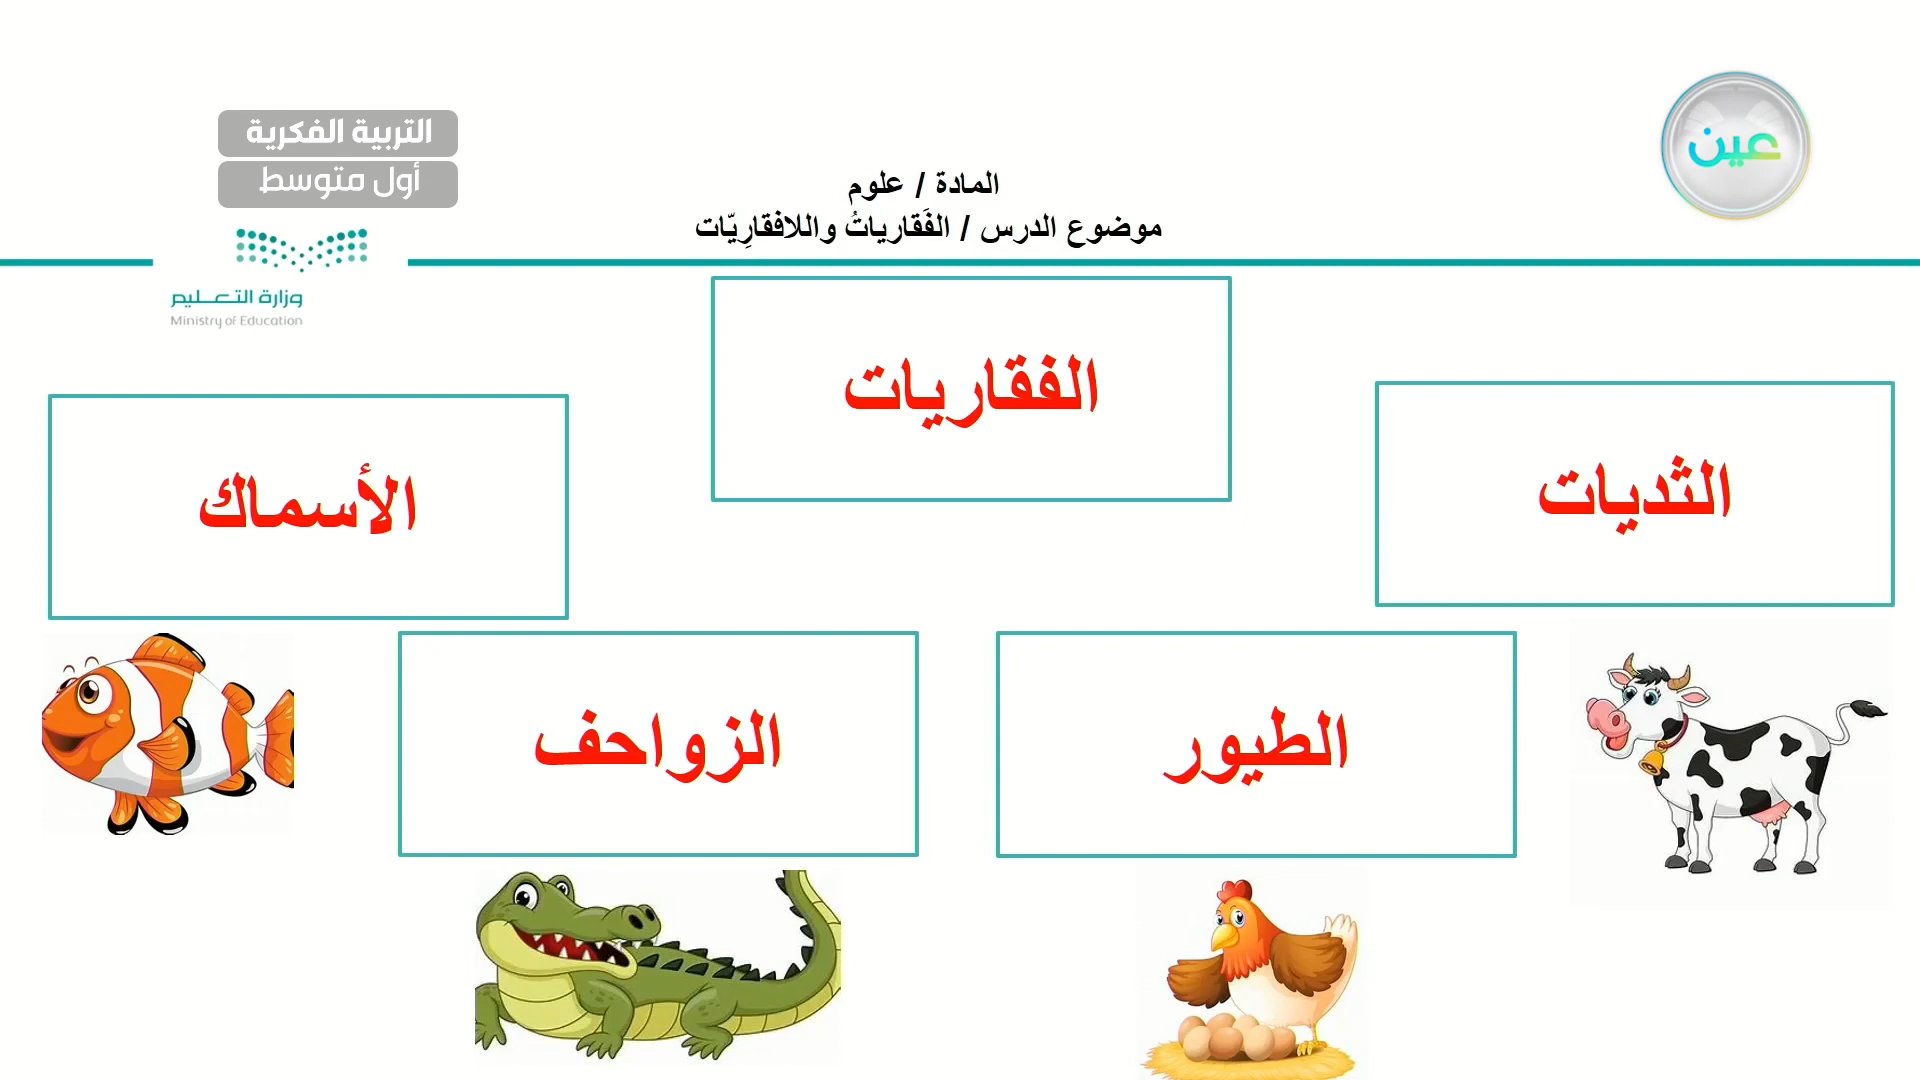 عين
التربية الفكرية
أول متوسط
المادة / علوم
موضوع الدرس / الفَقارياتُ واللافقارِيّات
وزارة التعليم
Ministry of Education
الفقاريات
الثدييات
الأسماك
الطيور
الزواحف